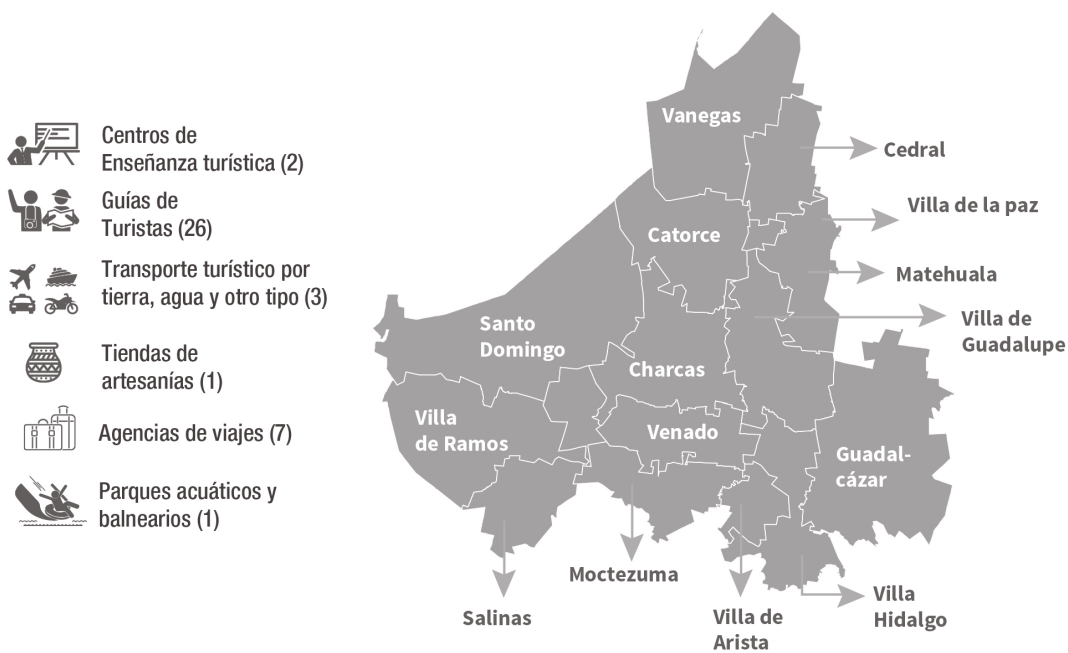 Centros de
Enseñanza turística (2)
Guías de
Turistas (26)
Transporte turístico por
tierra, agua y otro tipo (3)
Tiendas de
artesanías (1)
Agencias de viajes (7)
Parques acuáticos y
balnearios (1)
Vanegas
Cedral
Villa de la paz
Catorce
Matehuala
Villa de
Guadalupe
Santo
Domingo
Charcas
Villa
de Ramos
Venado
Guadal-
cázar
Moctezuma
Salinas
Villa de
Arista
Villa
Hidalgo